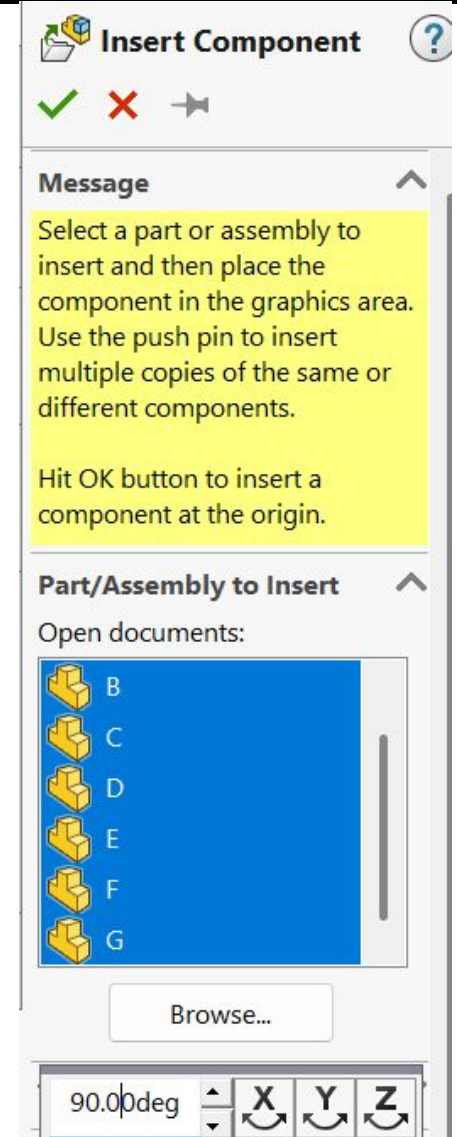 Insert Component
?
Message
Select a part or assembly to
insert and then place the
component in the graphics area.
Use the push pin to insert
multiple copies of the same or
different components.
Hit OK button to insert a
component at the origin.
Part/Assembly to Insert
Open documents:
B
C
D
E
F
G
Browse...
90.00deg X Y Z